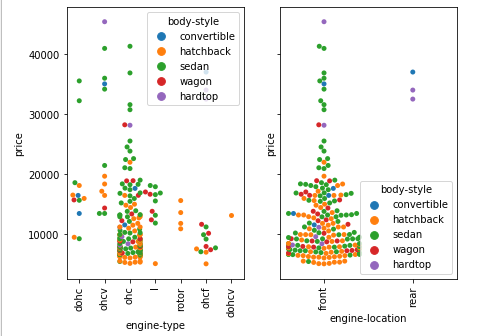 body-style
convertible
hatchback
sedan
wagon
hardtop
40000
30000
20000
10000
price
dohc
ohcv
ohc
l
rotor
ohcf
dohcv
engine-type
price
body-style
convertible
hatchback
sedan
wagon
hardtop
front
rear
engine-location